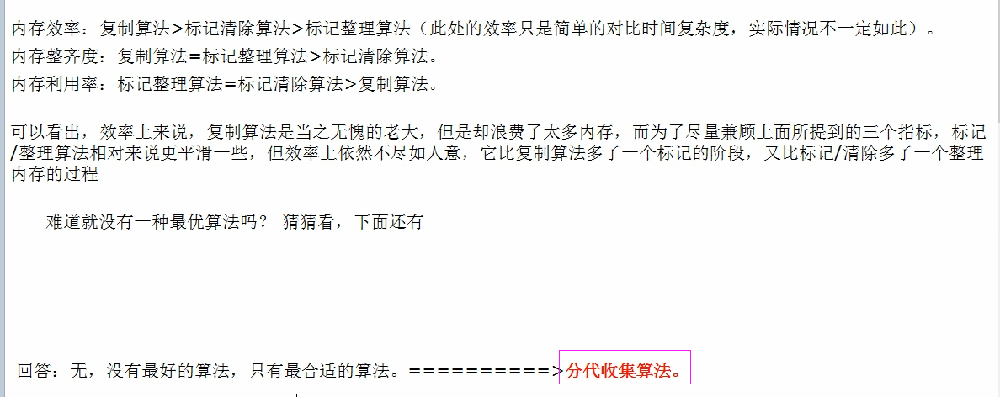 内存效率：复制算法>标记清除算法>标记整理算法（此处的效率只是简单的对比时间复杂度，实际情况不一定如此）。
内存整齐度：复制算法=标记整理算法>标记清除算法。
内存利用率：标记整理算法=标记清除算法>复制算法。
可以看出，效率上来说，复制算法是当之无愧的老大，但是却浪费了太多内存，而为了尽量兼顾上面所提到的三个指标，标记
/整理算法相对来说更平滑一些，但效率上依然不尽如人意，它比复制算法多了一个标记的阶段，又比标记/清除多了一个整理
内存的过程
难道就没有一种最优算法吗？ 猜猜看，下面还有
回答：无，没有最好的算法，只有最合适的算法。==========>分代收集算法。